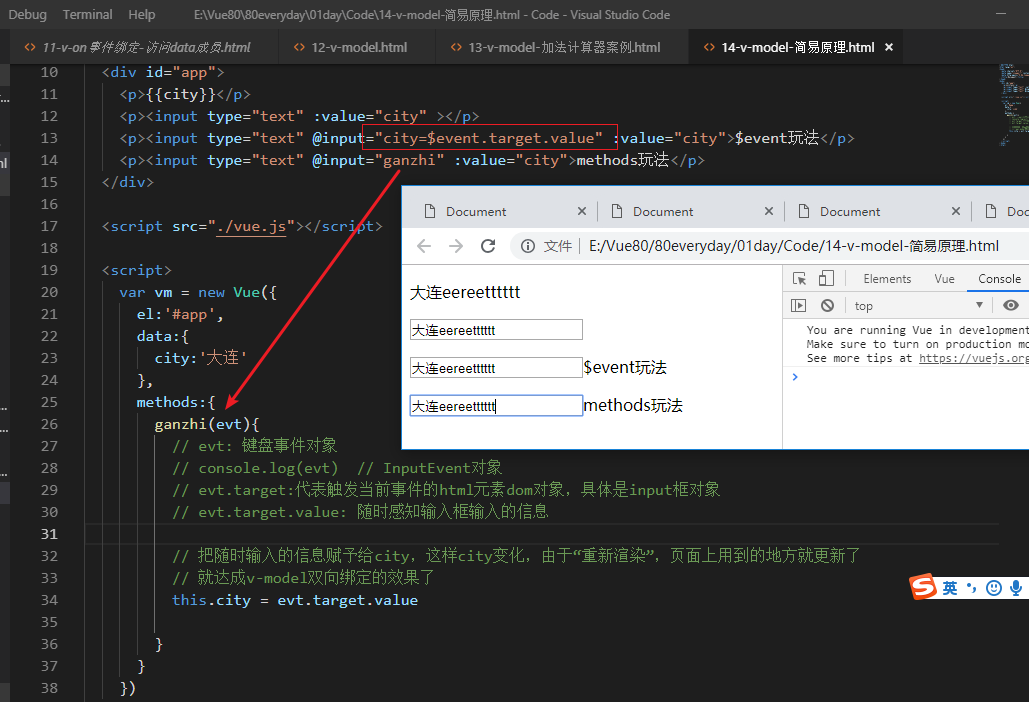 Debug Terminal Help E:\Vue80\80everyday\01day\Code\14-v-model-简易原理.html - Code - Visual Studio Code
11-v-on事件绑定-访问data成员.html 12-v-model.html 13-v-model-加法计算器案例.html 14-v-model-简易原理.html
10 <div id="app">
11 <p>{{city}}</p>
12 <p><input type="text" :value="city" ></p>
13 <p><input type="text" @input="city=$event.target.value" :value="city">$event玩法</p>
14 <p><input type="text" @input="ganzhi" :value="city">methods玩法</p>
15 </div>
16
17 <script src="./vue.js"></script>
18
19 <script>
20 var vm = new Vue({
21 el:'#app',
22 data:{
23 city:'大连'
24 },
25 methods:{
26 ganzhi(evt){
27 // evt: 键盘事件对象
28 // console.log(evt) // InputEvent对象
29 // evt.target:代表触发当前事件的html元素dom对象，具体是input框对象
30 // evt.target.value: 随时感知输入框输入的信息
31
32 // 把随时输入的信息赋予给city，这样city变化，由于“重新渲染”，页面上用到的地方就更新了
33 // 就达成v-model双向绑定的效果了
34 this.city = evt.target.value
35
36 }
37 }
38 })
Document Document Document Doc
文件 E:/Vue80/80everyday/01day/Code/14-v-model-简易原理.html
大连eereetttttt
大连eereetttttt
大连eereetttttt $event玩法
大连eereetttttt methods玩法
Elements Vue Console
top
You are running Vue in development
Make sure to turn on production mo
See more tips at https://vuejs.org
英